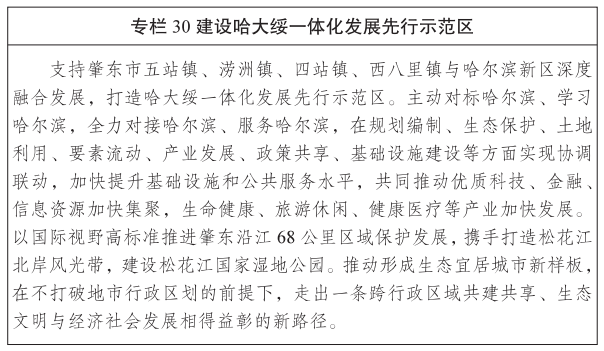 专栏 30 建设哈大绥一体化发展先行示范区
支持肇东市五站镇、涝洲镇、四站镇、西八里镇与哈尔滨新区深度
融合发展，打造哈大绥一体化发展先行示范区。主动对标哈尔滨、学习
哈尔滨，全力对接哈尔滨、服务哈尔滨，在规划编制、生态保护、土地
利用、要素流动、产业发展、政策共享、基础设施建设等方面实现协调
联动，加快提升基础设施和公共服务水平，共同推动优质科技、金融、
信息资源加快集聚，生命健康、旅游休闲、健康医疗等产业加快发展。
以国际视野高标准推进肇东沿江 68 公里区域保护发展，携手打造松花江
北岸风光带，建设松花江国家湿地公园。推动形成生态宜居城市新样板，
在不打破地市行政区划的前提下，走出一条跨行政区域共建共享、生态
文明与经济社会发展相得益彰的新路径。